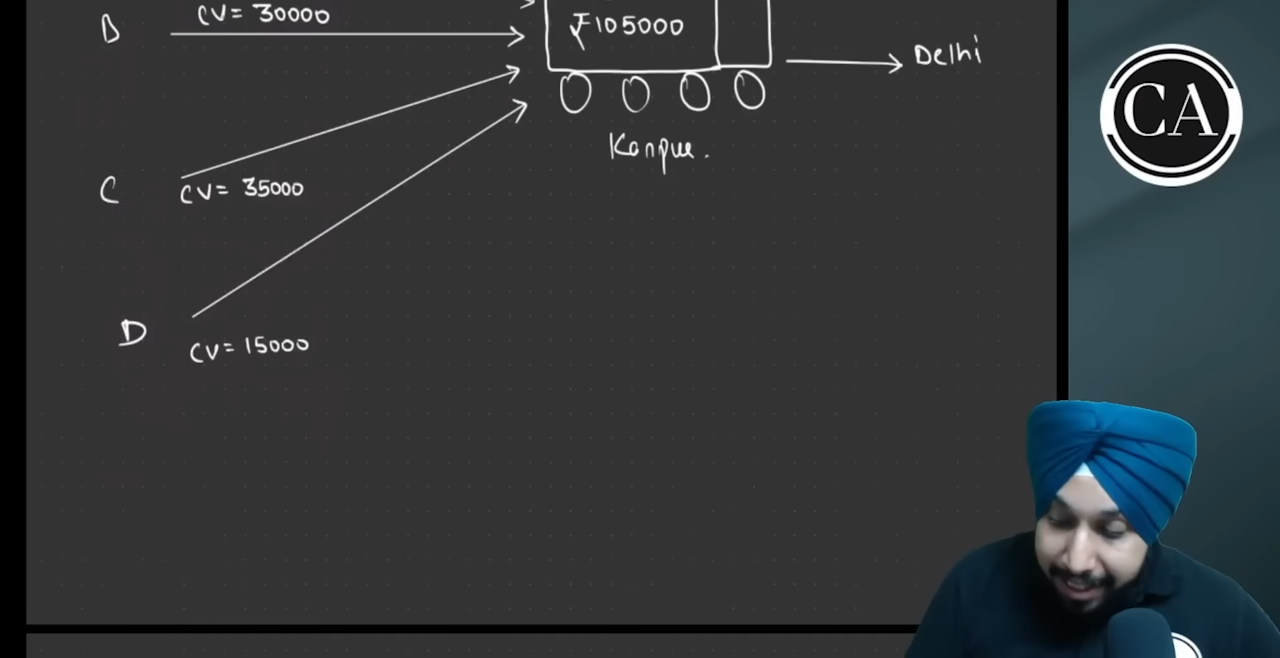 B
CV = 30000
₹105000
Delhi
Kanpur.
C
CV = 35000
D
CV = 15000
CA